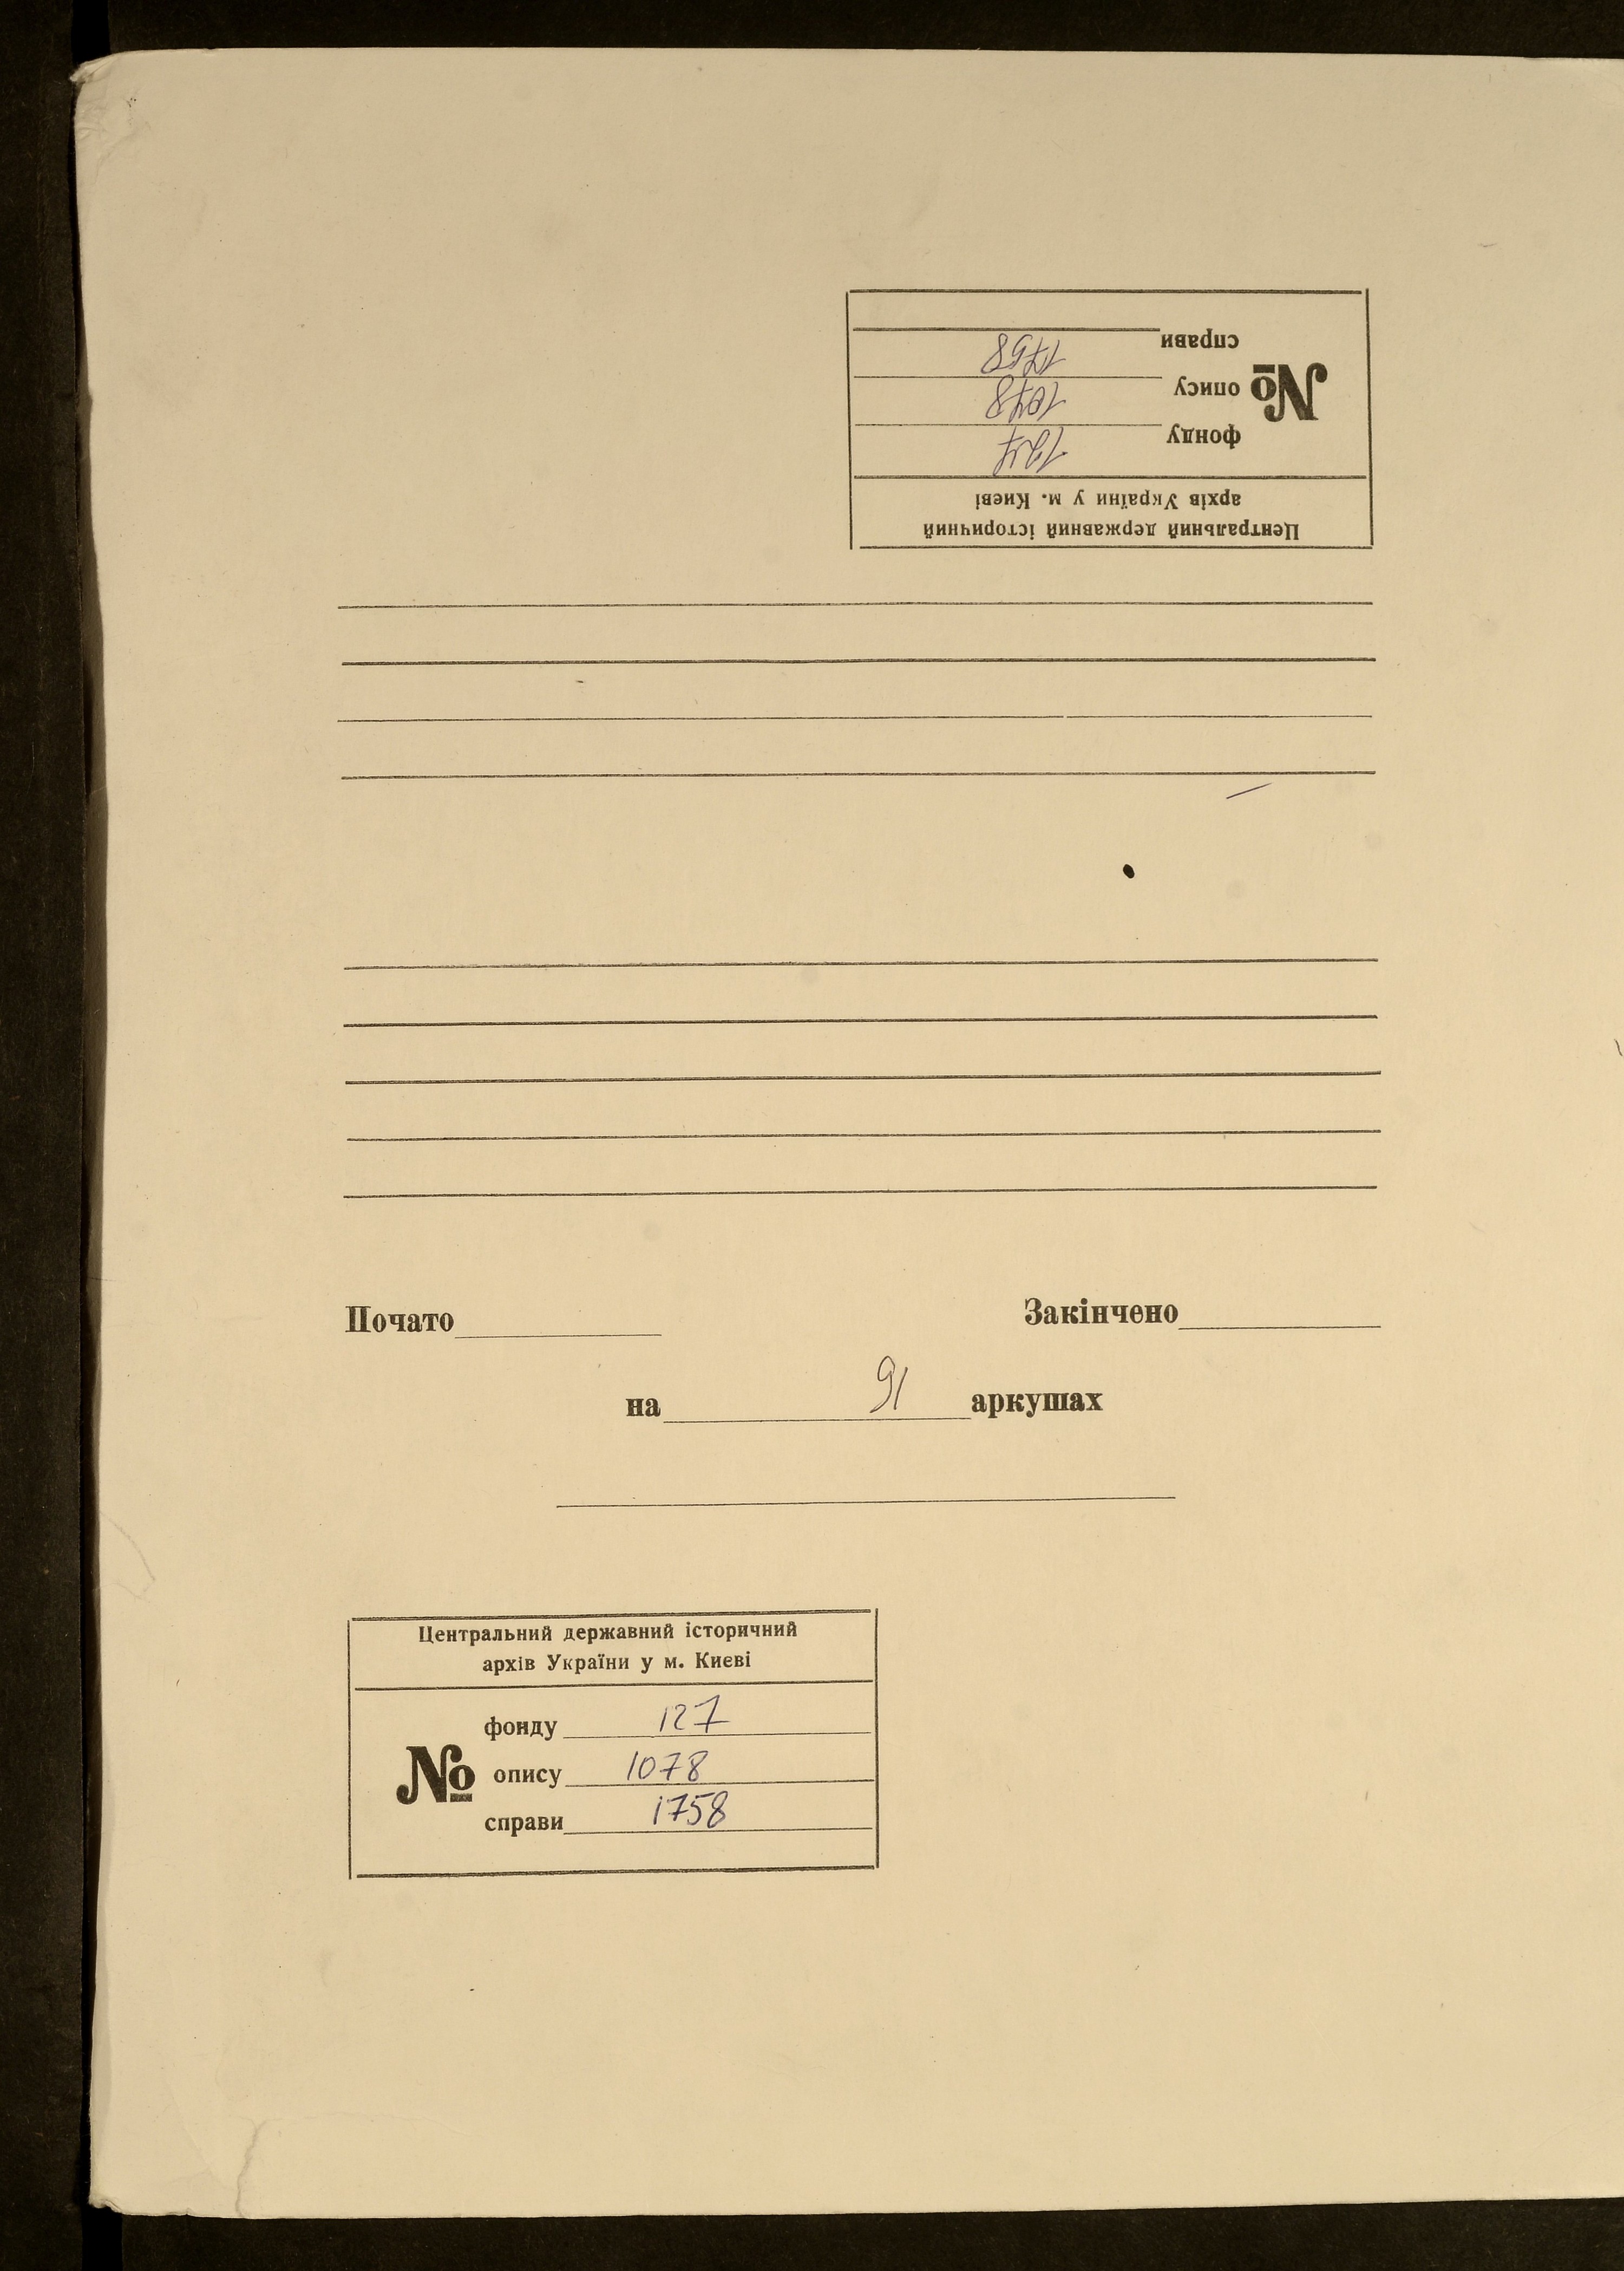 Центральний державний історичний
архів України у м. Києві
№
фонду 127
опису 1078
справи 1758
Почато
Закінчено
на 91 аркушах
Центральний державний історичний
архів України у м. Києві
№
фонду 127
опису 1078
справи 1758